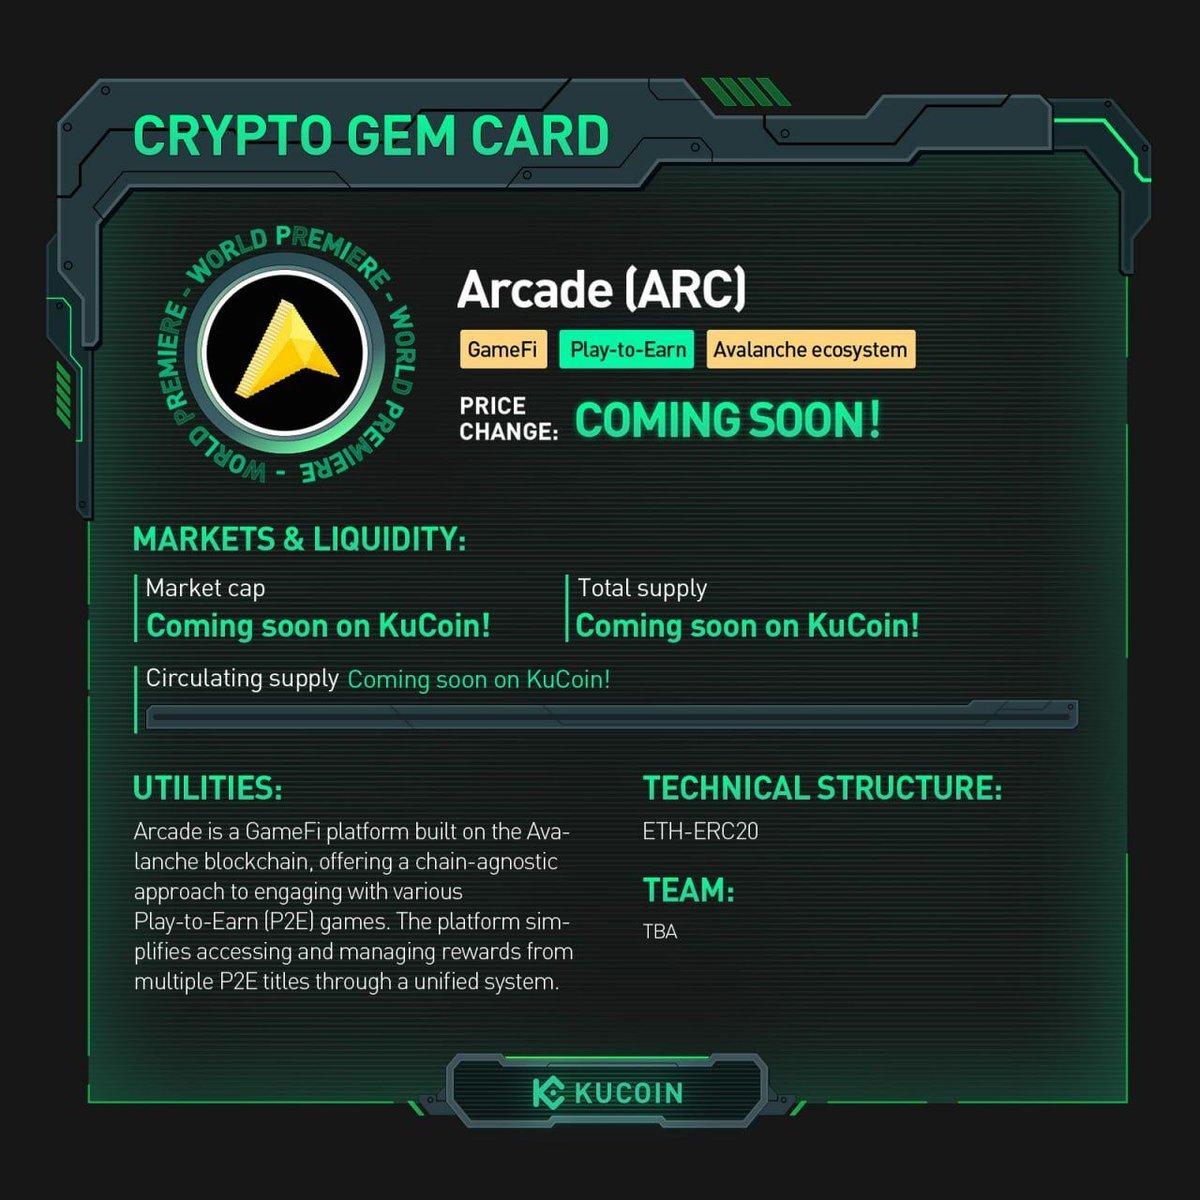 CRYPTO GEM CARD
WORLD PREMIERE - WORLD PREMIERE - WORLD PREMIERE -
Arcade (ARC)
GameFi Play-to-Earn Avalanche ecosystem
PRICE
CHANGE: COMING SOON!
MARKETS & LIQUIDITY:
Market cap
Coming soon on KuCoin!
Total supply
Coming soon on KuCoin!
Circulating supply Coming soon on KuCoin!
UTILITIES:
Arcade is a GameFi platform built on the Ava-
lanche blockchain, offering a chain-agnostic
approach to engaging with various
Play-to-Earn (P2E) games. The platform sim-
plifies accessing and managing rewards from
multiple P2E titles through a unified system.
TECHNICAL STRUCTURE:
ETH-ERC20
TEAM:
TBA
KUCOIN